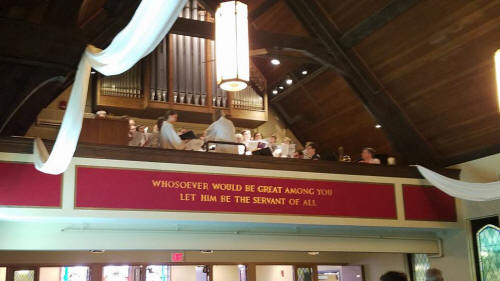 WHOSOEVER WOULD BE GREAT AMONG YOU
LET HIM BE THE SERVANT OF ALL